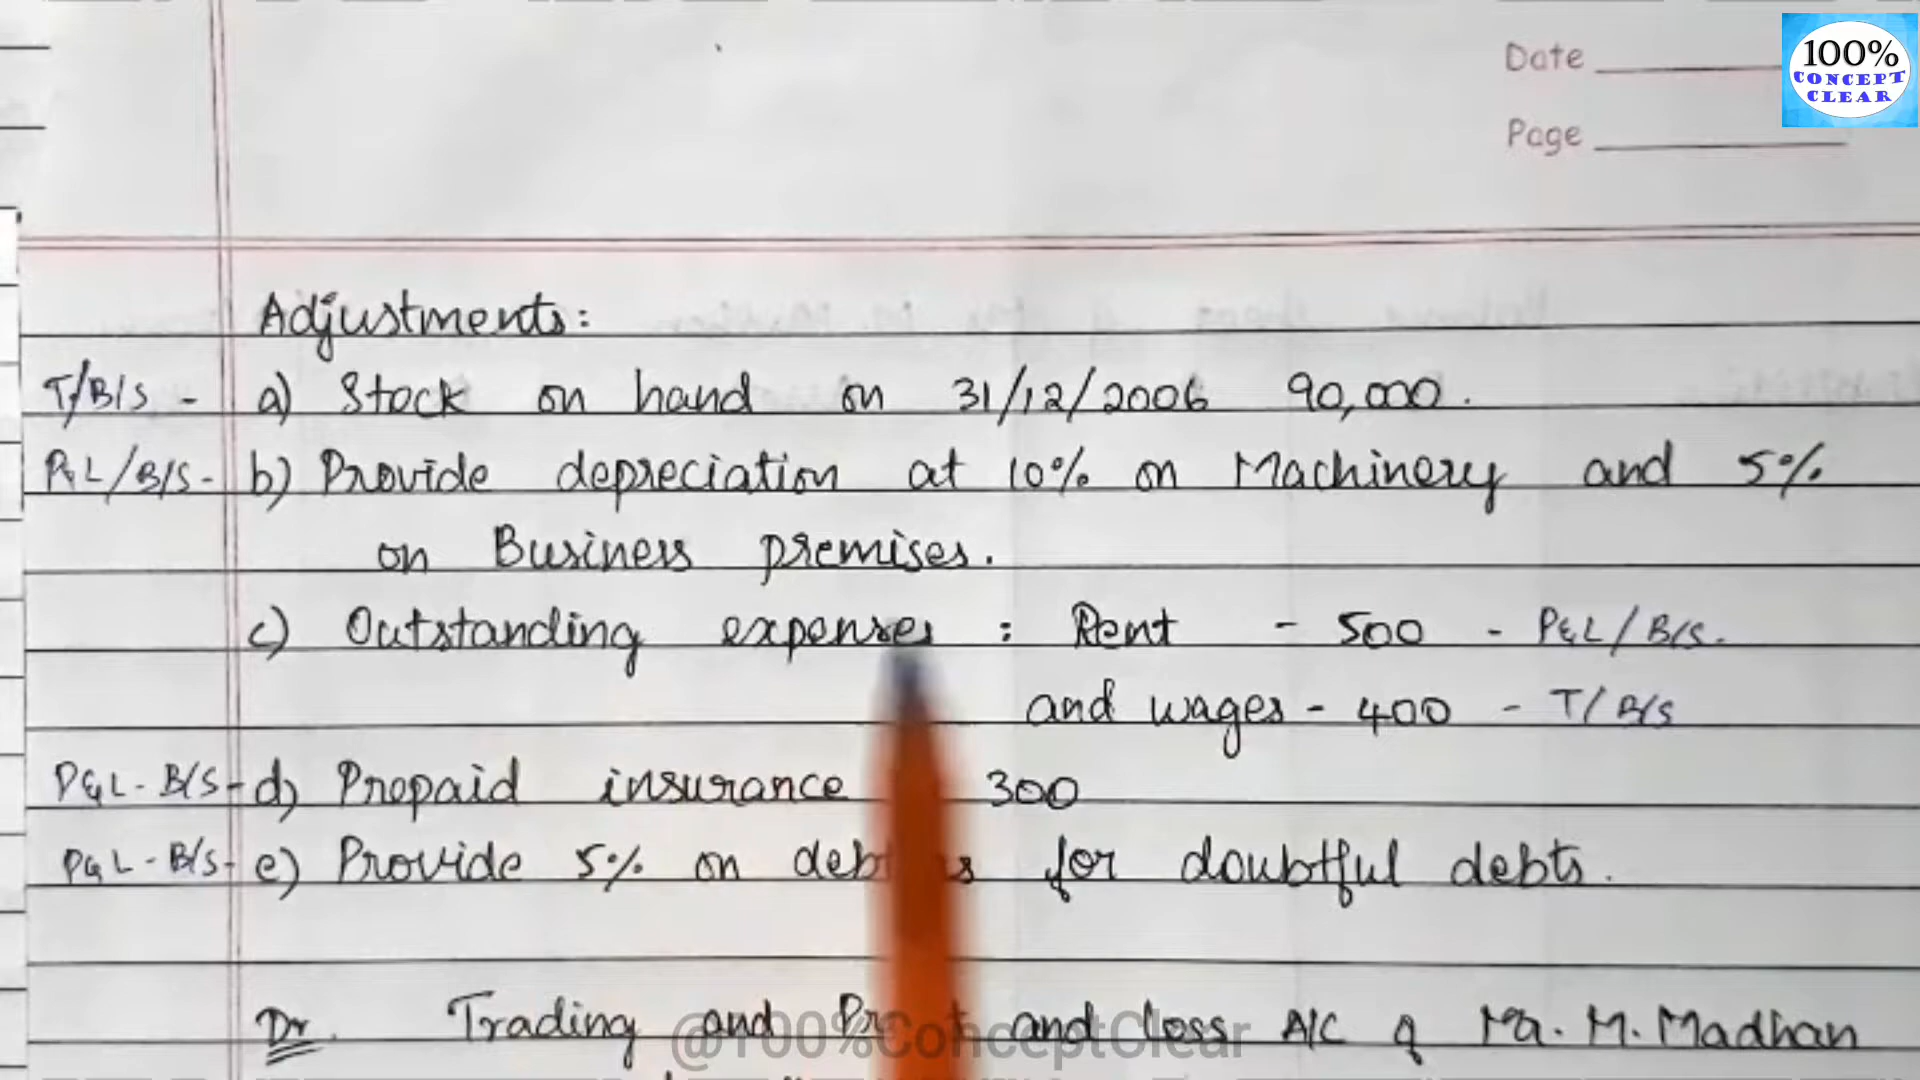 Date
100%
CONCEPT
CLEAR
Page
Adjustments:
T/B/S - a) Stock on hand on 31/12/2006 90,000.
P&L/B/S - b) Provide depreciation at 10% on Machinery and 5%
on Business premises.
c) Outstanding expenses : Rent - 500 - P&L/B/S.
and wages - 400 - T/B/S
P&L - B/S - d) Prepaid insurance 300
P&L - B/S - e) Provide 5% on for doubtful debts.
Dr. Trading and and loss A/C of M. Madhan
@100%ConceptClear